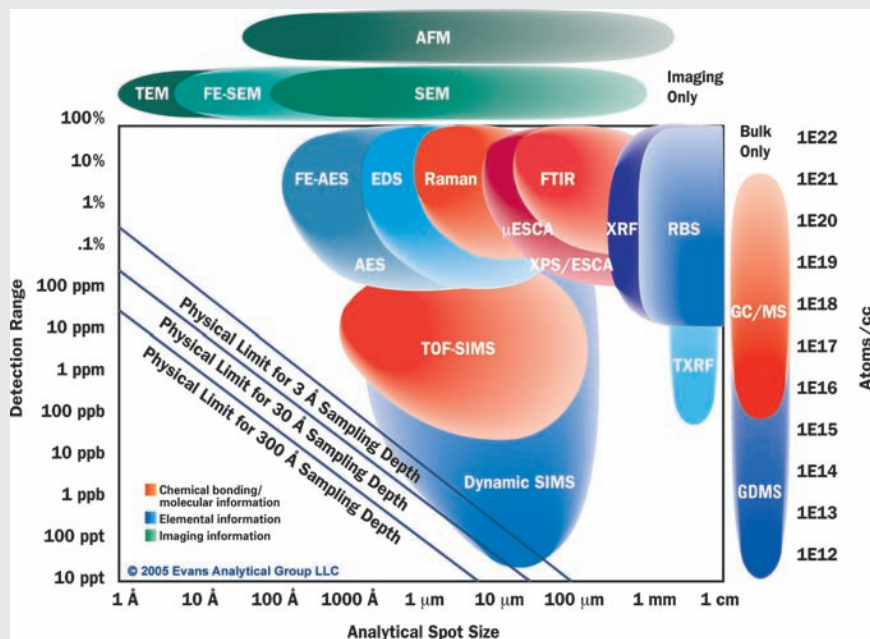 AFM
TEM
FE-SEM
SEM
Imaging
Only
Bulk
Only
Detection Range
100%
10%
1%
.1%
100 ppm
10 ppm
1 ppm
100 ppb
10 ppb
1 ppb
100 ppt
10 ppt
FE-AES
EDS
Raman
FTIR
μESCA
XRF
RBS
AES
XPS/ESCA
TOF-SIMS
TXRF
Dynamic SIMS
GC/MS
GDMS
Physical Limit for 3 Å Sampling Depth
Physical Limit for 30 Å Sampling Depth
Physical Limit for 300 Å Sampling Depth
Chemical bonding/
molecular information
Elemental information
Imaging information
© 2005 Evans Analytical Group LLC
1E22
1E21
1E20
1E19
1E18
1E17
1E16
1E15
1E14
1E13
1E12
Atoms/cc
1 Å
10 Å
100 Å
1000 Å
1 μm
10 μm
100 μm
1 mm
1 cm
Analytical Spot Size